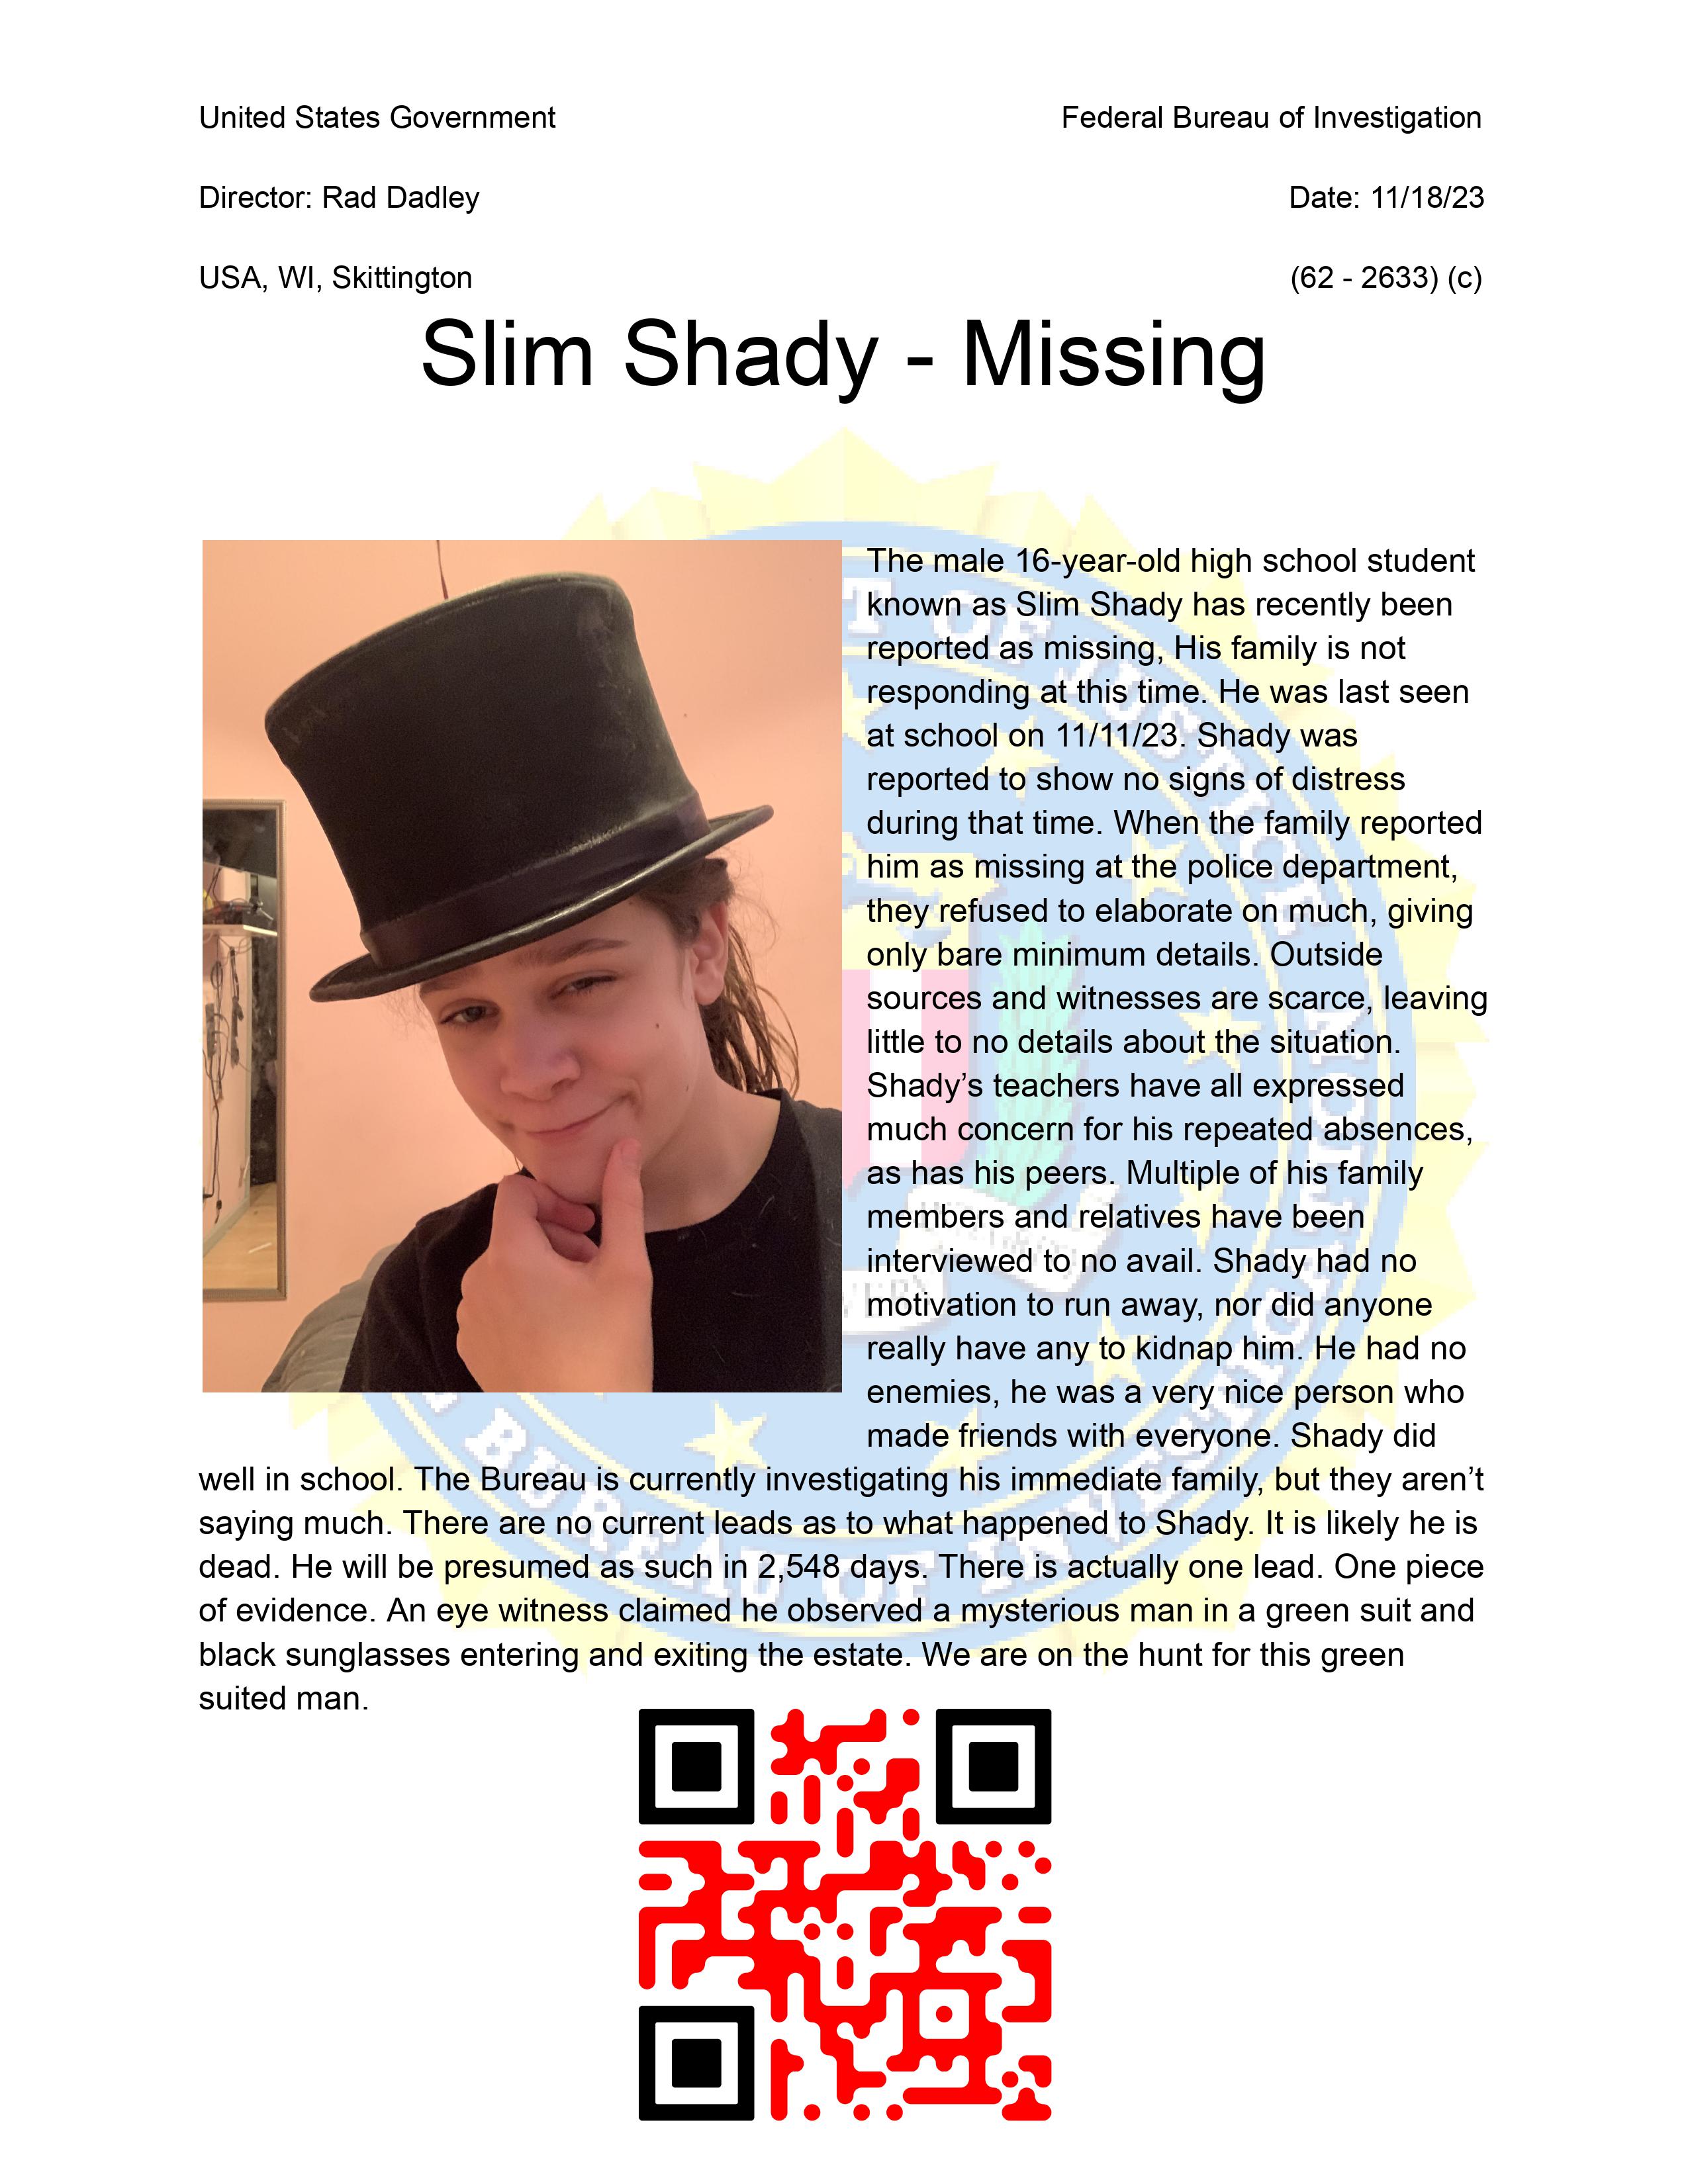 United States Government Federal Bureau of Investigation
Director: Rad Dadley Date: 11/18/23
USA, WI, Skittington (62 - 2633) (c)
Slim Shady - Missing
The male 16-year-old high school student
known as Slim Shady has recently been
reported as missing, His family is not
responding at this time. He was last seen
at school on 11/11/23. Shady was
reported to show no signs of distress
during that time. When the family reported
him as missing at the police department,
they refused to elaborate on much, giving
only bare minimum details. Outside
sources and witnesses are scarce, leaving
little to no details about the situation.
Shady’s teachers have all expressed
much concern for his repeated absences,
as has his peers. Multiple of his family
members and relatives have been
interviewed to no avail. Shady had no
motivation to run away, nor did anyone
really have any to kidnap him. He had no
enemies, he was a very nice person who
made friends with everyone. Shady did
well in school. The Bureau is currently investigating his immediate family, but they aren’t
saying much. There are no current leads as to what happened to Shady. It is likely he is
dead. He will be presumed as such in 2,548 days. There is actually one lead. One piece
of evidence. An eye witness claimed he observed a mysterious man in a green suit and
black sunglasses entering and exiting the estate. We are on the hunt for this green
suited man.
OF JUSTICE
BUREAU OF INVESTIGATION